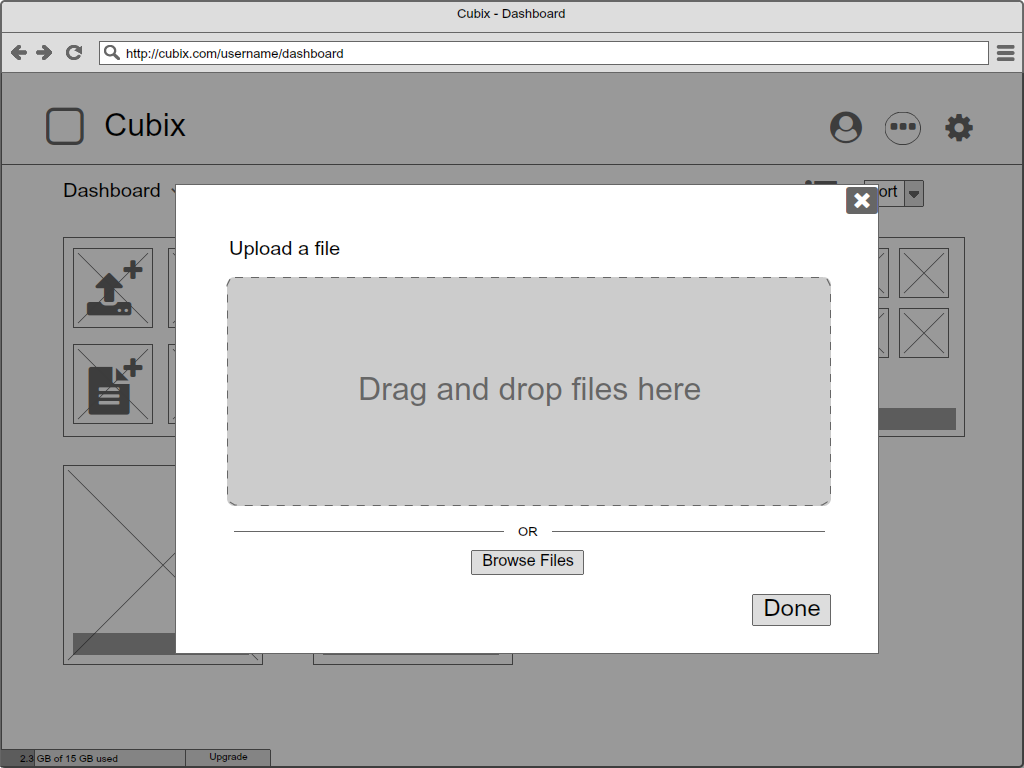 Cubix - Dashboard
http://cubix.com/username/dashboard
Cubix
Dashboard
ort
Upload a file
Drag and drop files here
OR
Browse Files
Done
2.3 GB of 15 GB used
Upgrade